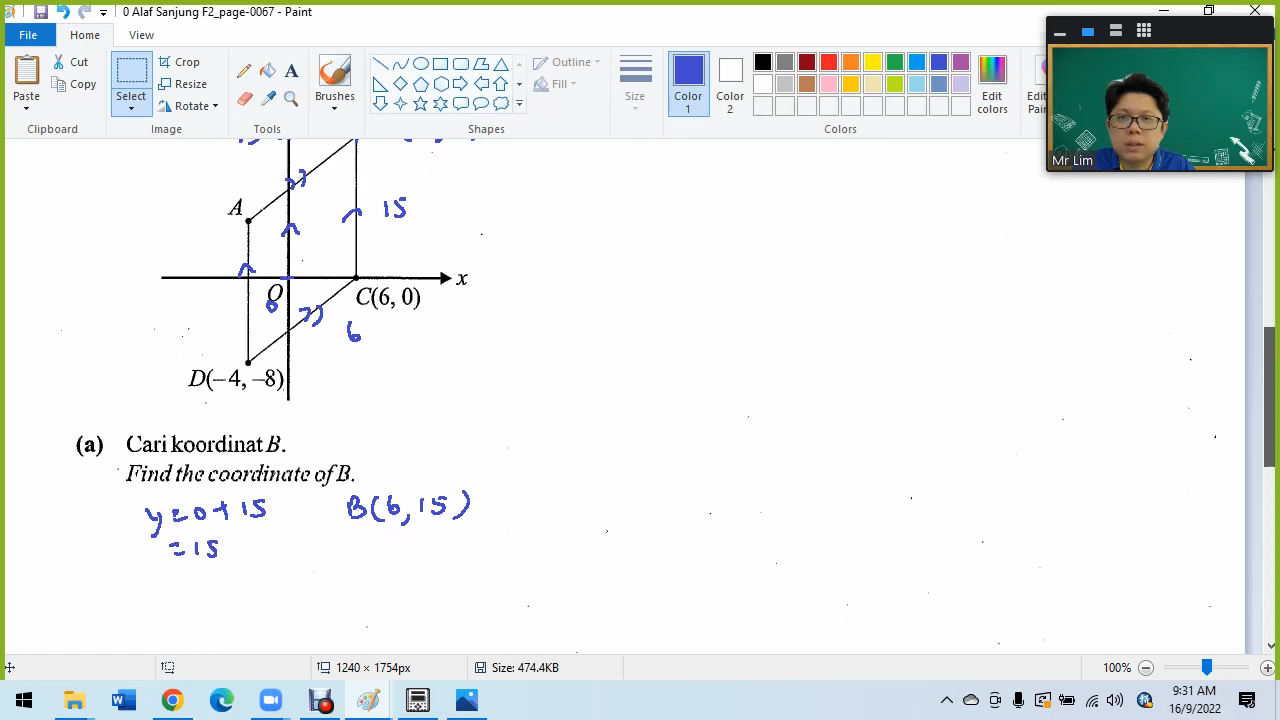 0 Alaf Sanjung F2_page-0067 - Paint
File Home View
Paste Cut Copy
Clipboard
Select Crop Resize Rotate
Image
A
Tools
Brushes
Outline
Fill
Shapes
Size
Color 1
Color 2
Edit colors
Colors
Mr Lim
A
15
x
O
0
C(6, 0)
6
D(−4, −8)
(a) Cari koordinat B.
Find the coordinate of B.
y = 0 + 15 B(6, 15)
= 15
1240 × 1754px
Size: 474.4KB
100%
9:31 AM
16/9/2022